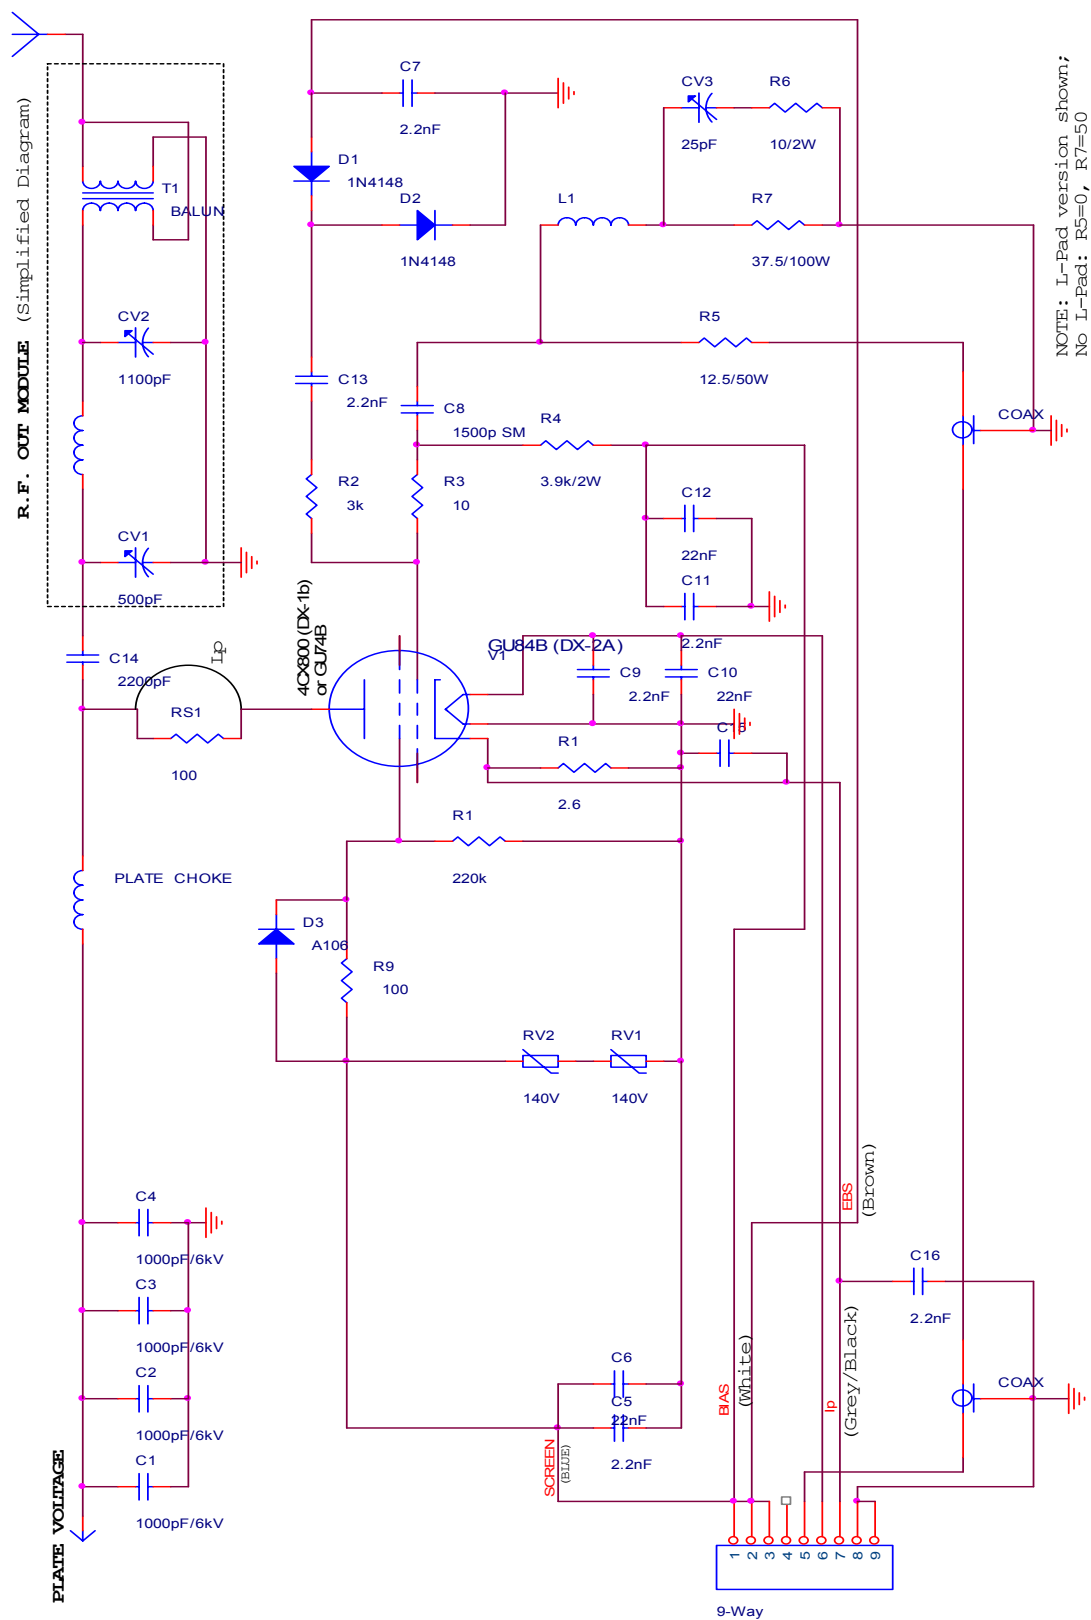 R.F. OUT MODULE (Simplified Diagram)
T1
BALUN
CV2
1100pF
CV1
500pF
C7
2.2nF
D1
1N4148
D2
1N4148
CV3
25pF
R6
10/2W
L1
R7
37.5/100W
R5
12.5/50W
NOTE: L-Pad version shown;
No L-Pad: R5=0, R7=50
C13
2.2nF
C8
1500p SM
R4
3.9k/2W
COAX
R2
3k
R3
10
C12
22nF
C11
2.2nF
4CX800 (DX-1b)
or GU74B
GU84B (DX-2A)
V1
C14
2200pF
Lp
RS1
100
C9
2.2nF
C10
22nF
C15
R1
2.6
R1
220k
PLATE CHOKE
D3
A106
R9
100
RV2
140V
RV1
140V
C4
1000pF/6kV
C3
1000pF/6kV
C2
1000pF/6kV
C1
1000pF/6kV
PLATE VOLTAGE
EBS
(Brown)
C16
2.2nF
C6
22nF
C5
2.2nF
SCREEN
(BLUE)
BIAS
(White)
Ip
(Grey/Black)
COAX
1
2
3
4
5
6
7
8
9
9-Way